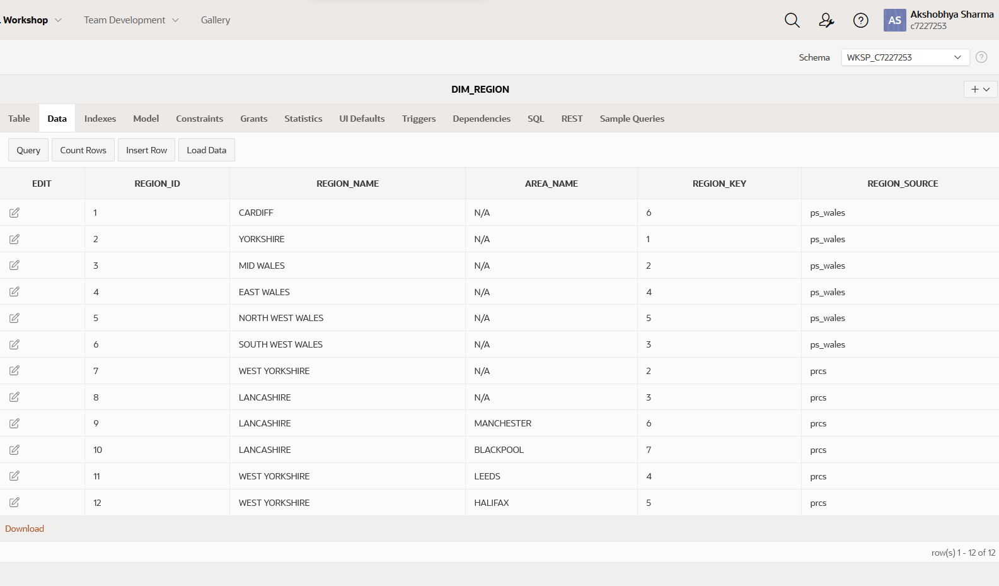 Workshop Team Development Gallery AS Akshobhya Sharma
c7227253
Schema WKSP_C7227253
DIM_REGION
Table Data Indexes Model Constraints Grants Statistics UI Defaults Triggers Dependencies SQL REST Sample Queries
Query Count Rows Insert Row Load Data
EDIT REGION_ID REGION_NAME AREA_NAME REGION_KEY REGION_SOURCE
1 CARDIFF N/A 6 ps_wales
2 YORKSHIRE N/A 1 ps_wales
3 MID WALES N/A 2 ps_wales
4 EAST WALES N/A 4 ps_wales
5 NORTH WEST WALES N/A 5 ps_wales
6 SOUTH WEST WALES N/A 3 ps_wales
7 WEST YORKSHIRE N/A 2 prcs
8 LANCASHIRE N/A 3 prcs
9 LANCASHIRE MANCHESTER 6 prcs
10 LANCASHIRE BLACKPOOL 7 prcs
11 WEST YORKSHIRE LEEDS 4 prcs
12 WEST YORKSHIRE HALIFAX 5 prcs
Download
row(s) 1 - 12 of 12